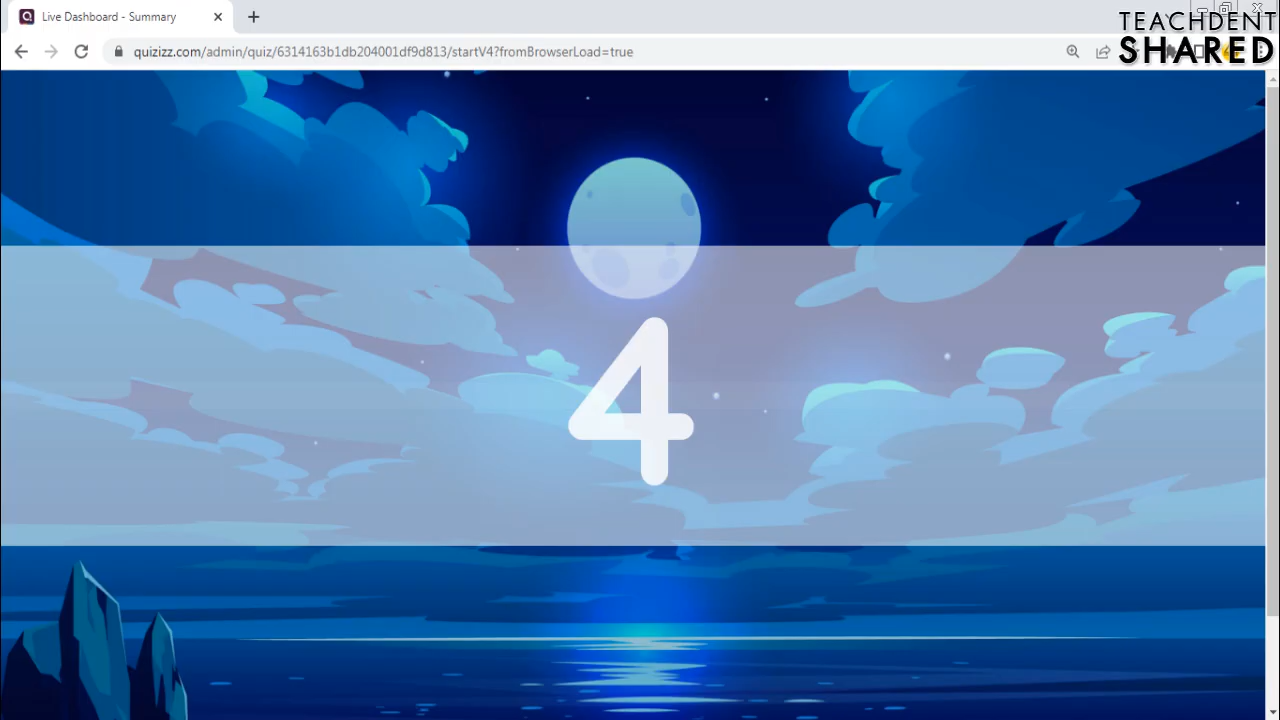 Live Dashboard - Summary
TEACHDENT
SHARED
quizizz.com/admin/quiz/6314163b1db204001df9d813/startV4?fromBrowserLoad=true
4